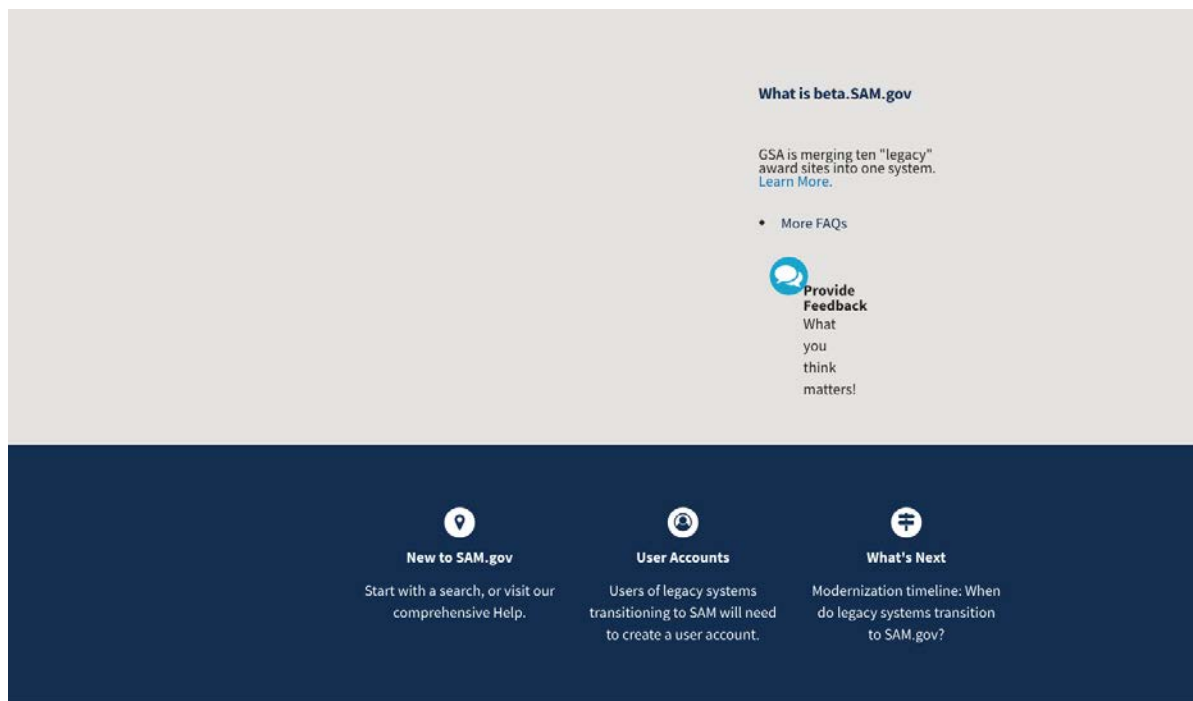 What is beta.SAM.gov
GSA is merging ten "legacy"
award sites into one system.
Learn More.
• More FAQs
Provide
Feedback
What
you
think
matters!
New to SAM.gov
Start with a search, or visit our
comprehensive Help.
User Accounts
Users of legacy systems
transitioning to SAM will need
to create a user account.
What's Next
Modernization timeline: When
do legacy systems transition
to SAM.gov?